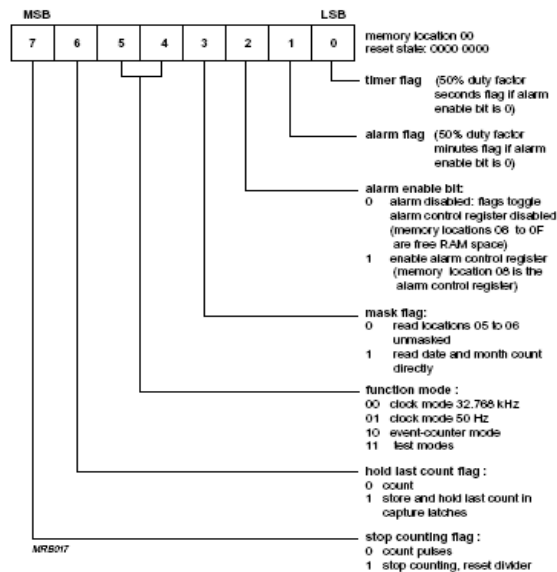 MSB LSB
7 6 5 4 3 2 1 0
memory location 00
reset state: 0000 0000
timer flag (50% duty factor
seconds flag if alarm
enable bit is 0)
alarm flag (50% duty factor
minutes flag if alarm
enable bit is 0)
alarm enable bit:
0 alarm disabled: flags toggle
alarm control register disabled
(memory locations 08 to 0F
are free RAM space)
1 enable alarm control register
(memory location 08 is the
alarm control register)
mask flag:
0 read locations 05 to 06
unmasked
1 read date and month count
directly
function mode :
00 clock mode 32.768 kHz
01 clock mode 50 Hz
10 event-counter mode
11 test modes
hold last count flag :
0 count
1 store and hold last count in
capture latches
stop counting flag :
0 count pulses
1 stop counting, reset divider
MRB017